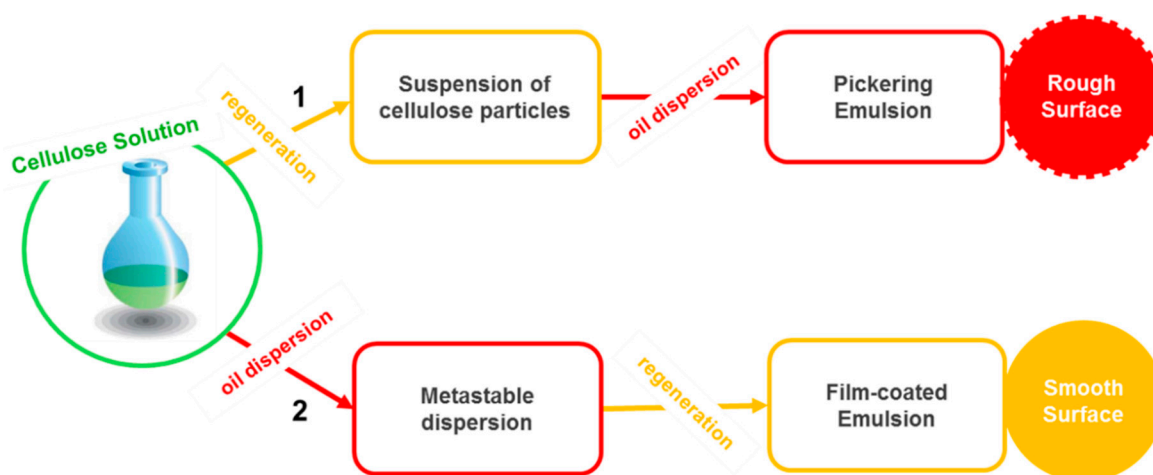 Cellulose Solution
1
regeneration
Suspension of
cellulose particles
oil dispersion
Pickering
Emulsion
Rough
Surface
oil dispersion
2
Metastable
dispersion
regeneration
Film-coated
Emulsion
Smooth
Surface